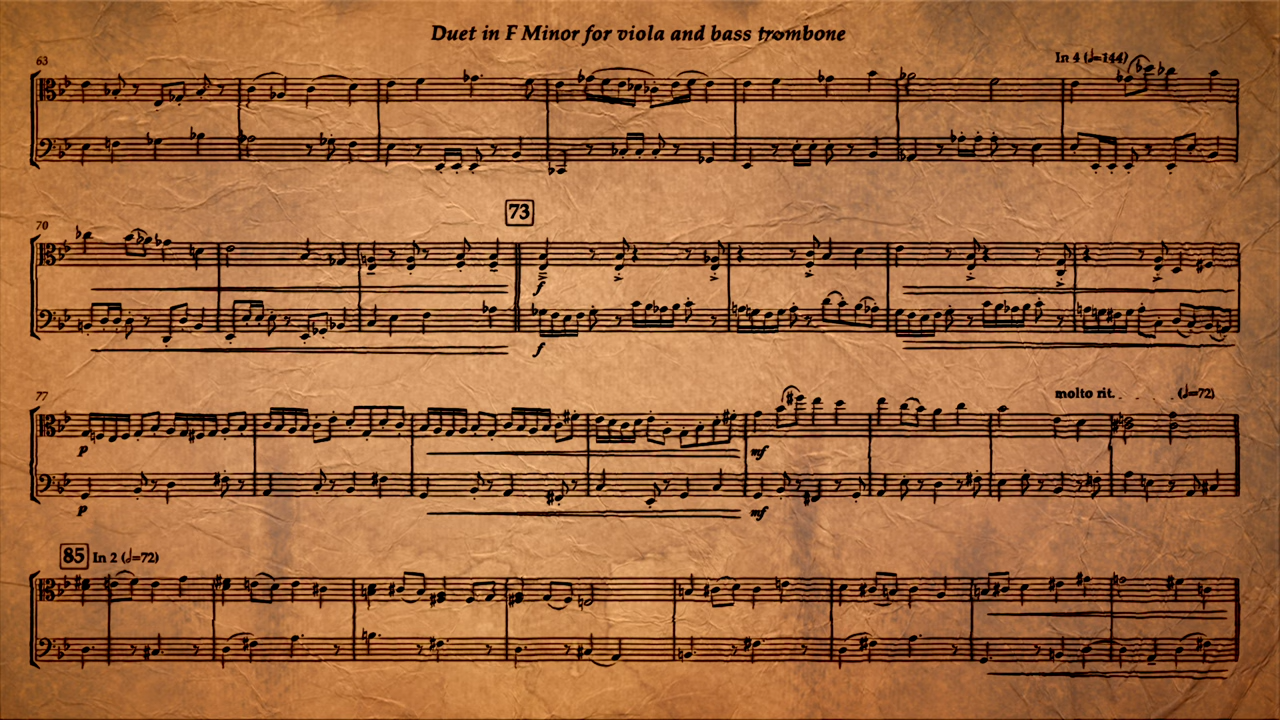 Duet in F Minor for viola and bass trombone
In 4 (♩=144)
63
73
70
f
f
77
molto rit. . . . . (♩=72)
p
mf
p
mf
85 In 2 (♩=72)